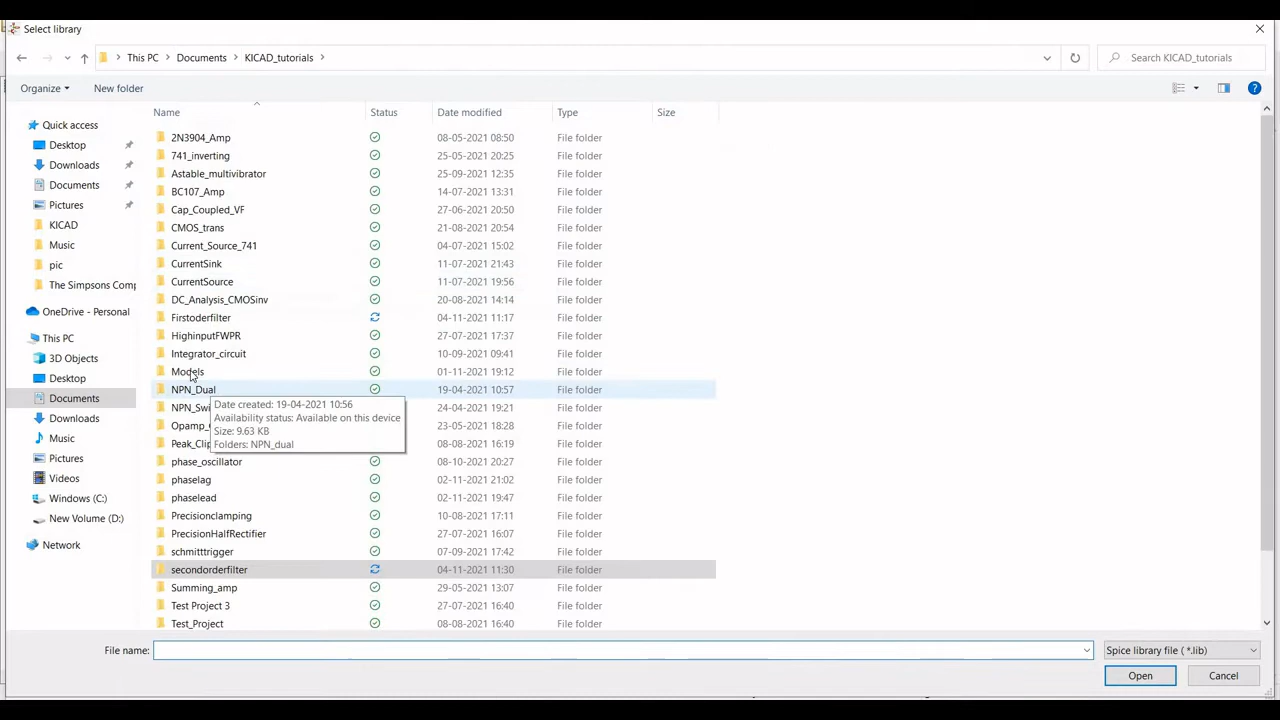 Select library
This PC Documents KICAD_tutorials
Search KICAD_tutorials
Organize New folder
Name Status Date modified Type Size
Quick access
Desktop
Downloads
Documents
Pictures
KICAD
Music
pic
The Simpsons Comp
OneDrive - Personal
This PC
3D Objects
Desktop
Documents
Downloads
Music
Pictures
Videos
Windows (C:)
New Volume (D:)
Network
2N3904_Amp 08-05-2021 08:50 File folder
741_inverting 25-05-2021 20:25 File folder
Astable_multivibrator 25-09-2021 12:35 File folder
BC107_Amp 14-07-2021 13:31 File folder
Cap_Coupled_VF 27-06-2021 20:50 File folder
CMOS_trans 21-08-2021 20:54 File folder
Current_Source_741 04-07-2021 15:02 File folder
CurrentSink 11-07-2021 21:43 File folder
CurrentSource 11-07-2021 19:56 File folder
DC_Analysis_CMOSinv 20-08-2021 14:14 File folder
Firstoderfilter 04-11-2021 11:17 File folder
HighinputFWPR 27-07-2021 17:37 File folder
Integrator_circuit 10-09-2021 09:41 File folder
Models 01-11-2021 19:12 File folder
NPN_Dual 19-04-2021 10:57 File folder
NPN_Swi 24-04-2021 19:21 File folder
Opamp_ 23-05-2021 18:28 File folder
Peak_Clip 08-08-2021 16:19 File folder
Date created: 19-04-2021 10:56
Availability status: Available on this device
Size: 9.63 KB
Folders: NPN_dual
phase_oscillator 08-10-2021 20:27 File folder
phaselag 02-11-2021 21:02 File folder
phaselead 02-11-2021 19:47 File folder
Precisionclamping 10-08-2021 17:11 File folder
PrecisionHalfRectifier 27-07-2021 16:07 File folder
schmitttrigger 07-09-2021 17:42 File folder
secondorderfilter 04-11-2021 11:30 File folder
Summing_amp 29-05-2021 13:07 File folder
Test Project 3 27-07-2021 16:40 File folder
Test_Project 08-08-2021 16:40 File folder
File name: Spice library file ( *.lib)
Open Cancel